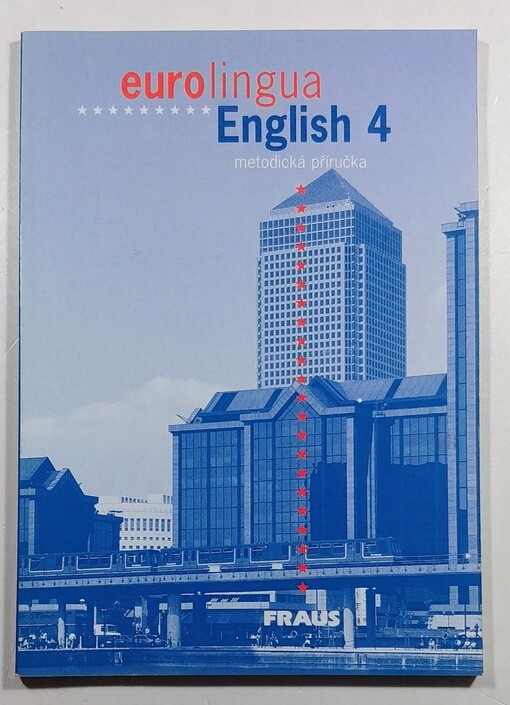 eurolingua
English 4
metodická příručka
FRAUS